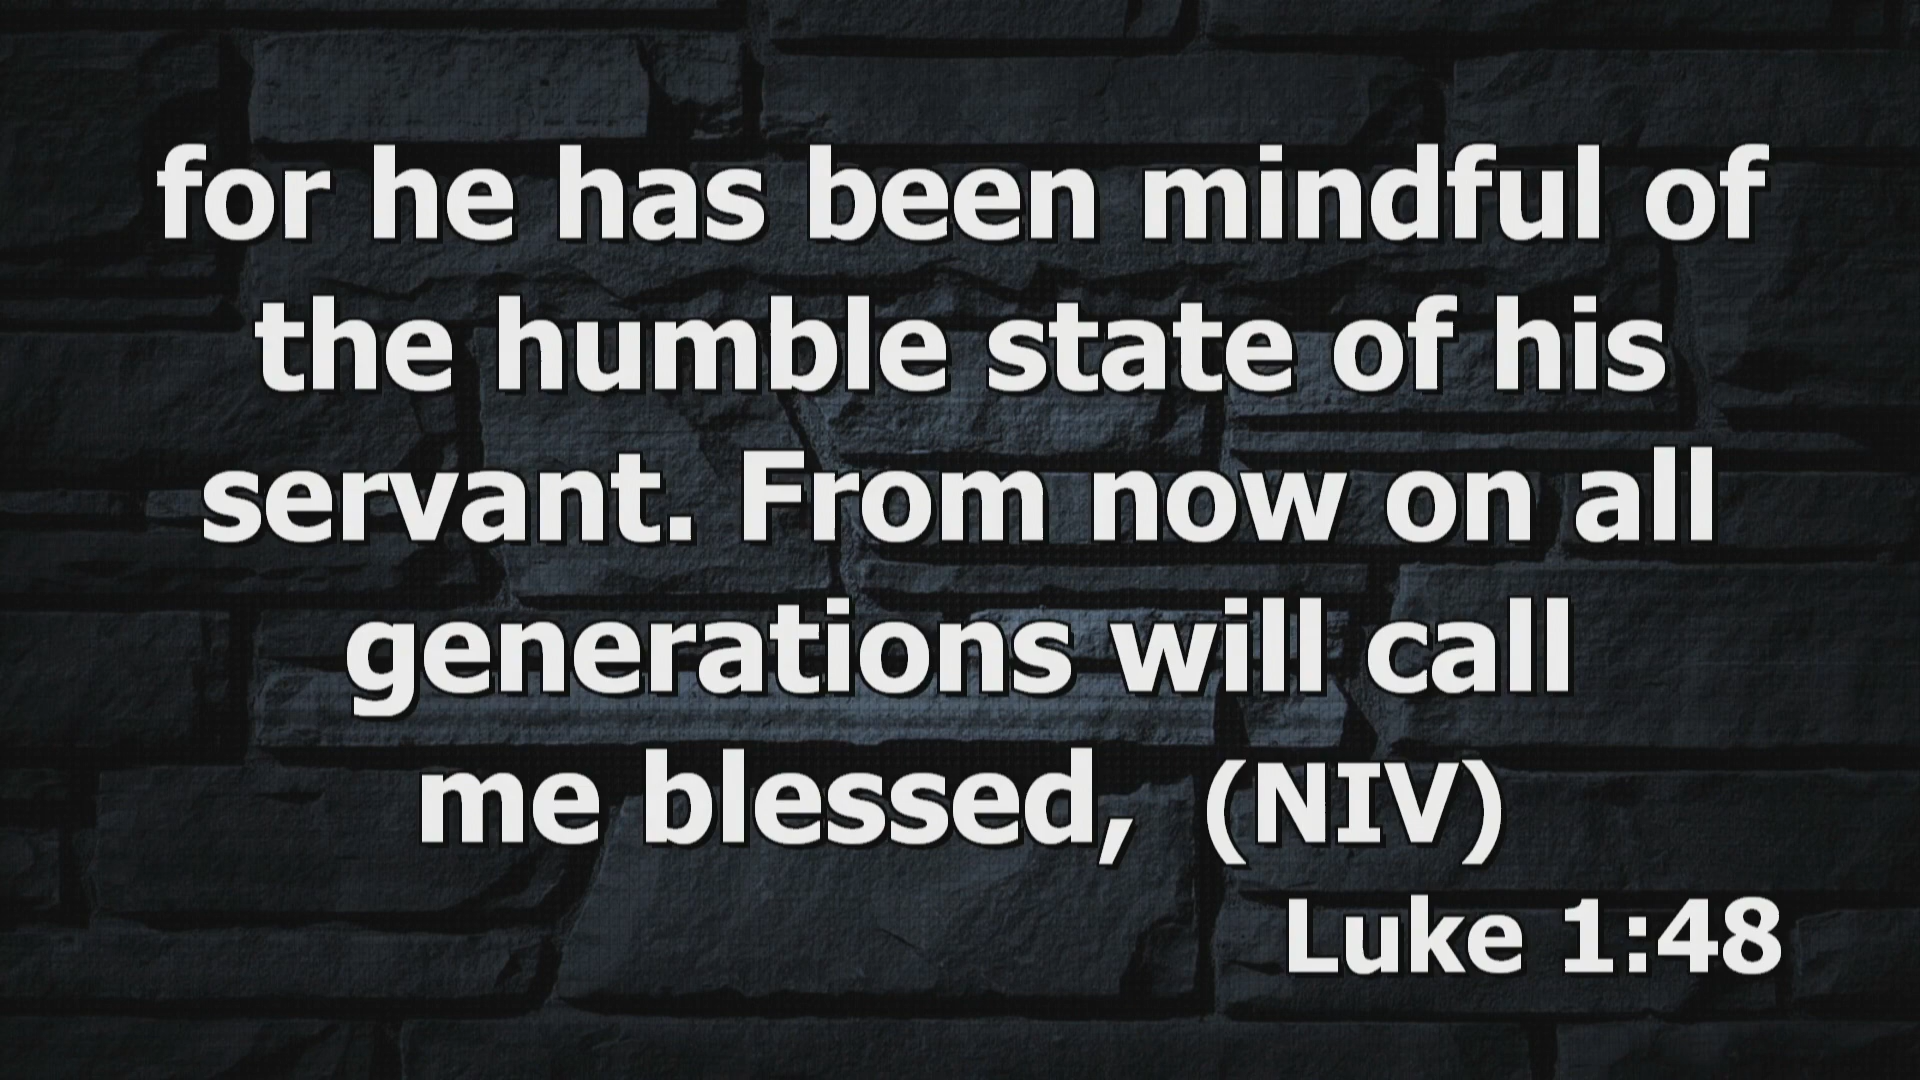 for he has been mindful of
the humble state of his
servant. From now on all
generations will call
me blessed, (NIV)
Luke 1:48